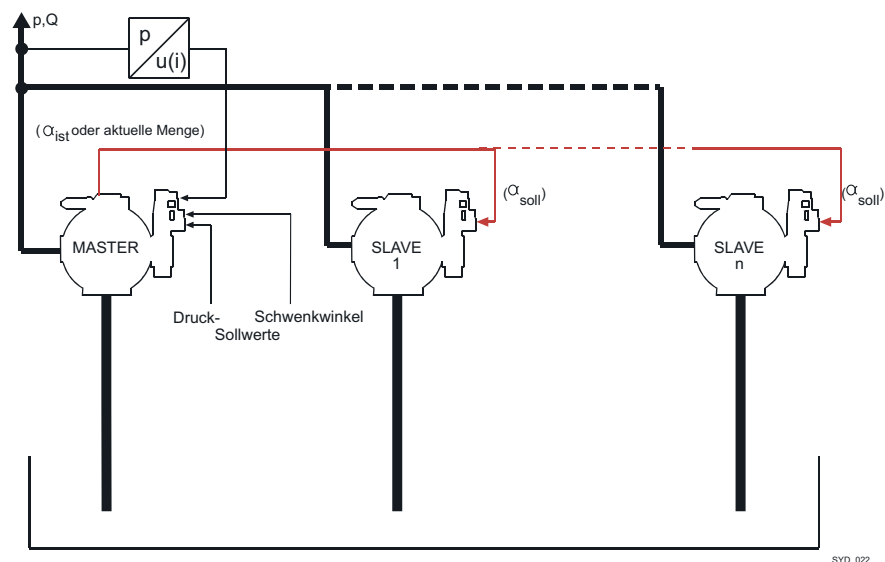 p,Q
p
u(i)
(αist oder aktuelle Menge)
(αsoll)
(αsoll)
MASTER
SLAVE
1
SLAVE
n
Druck- Schwenkwinkel
Sollwerte
SYD_022